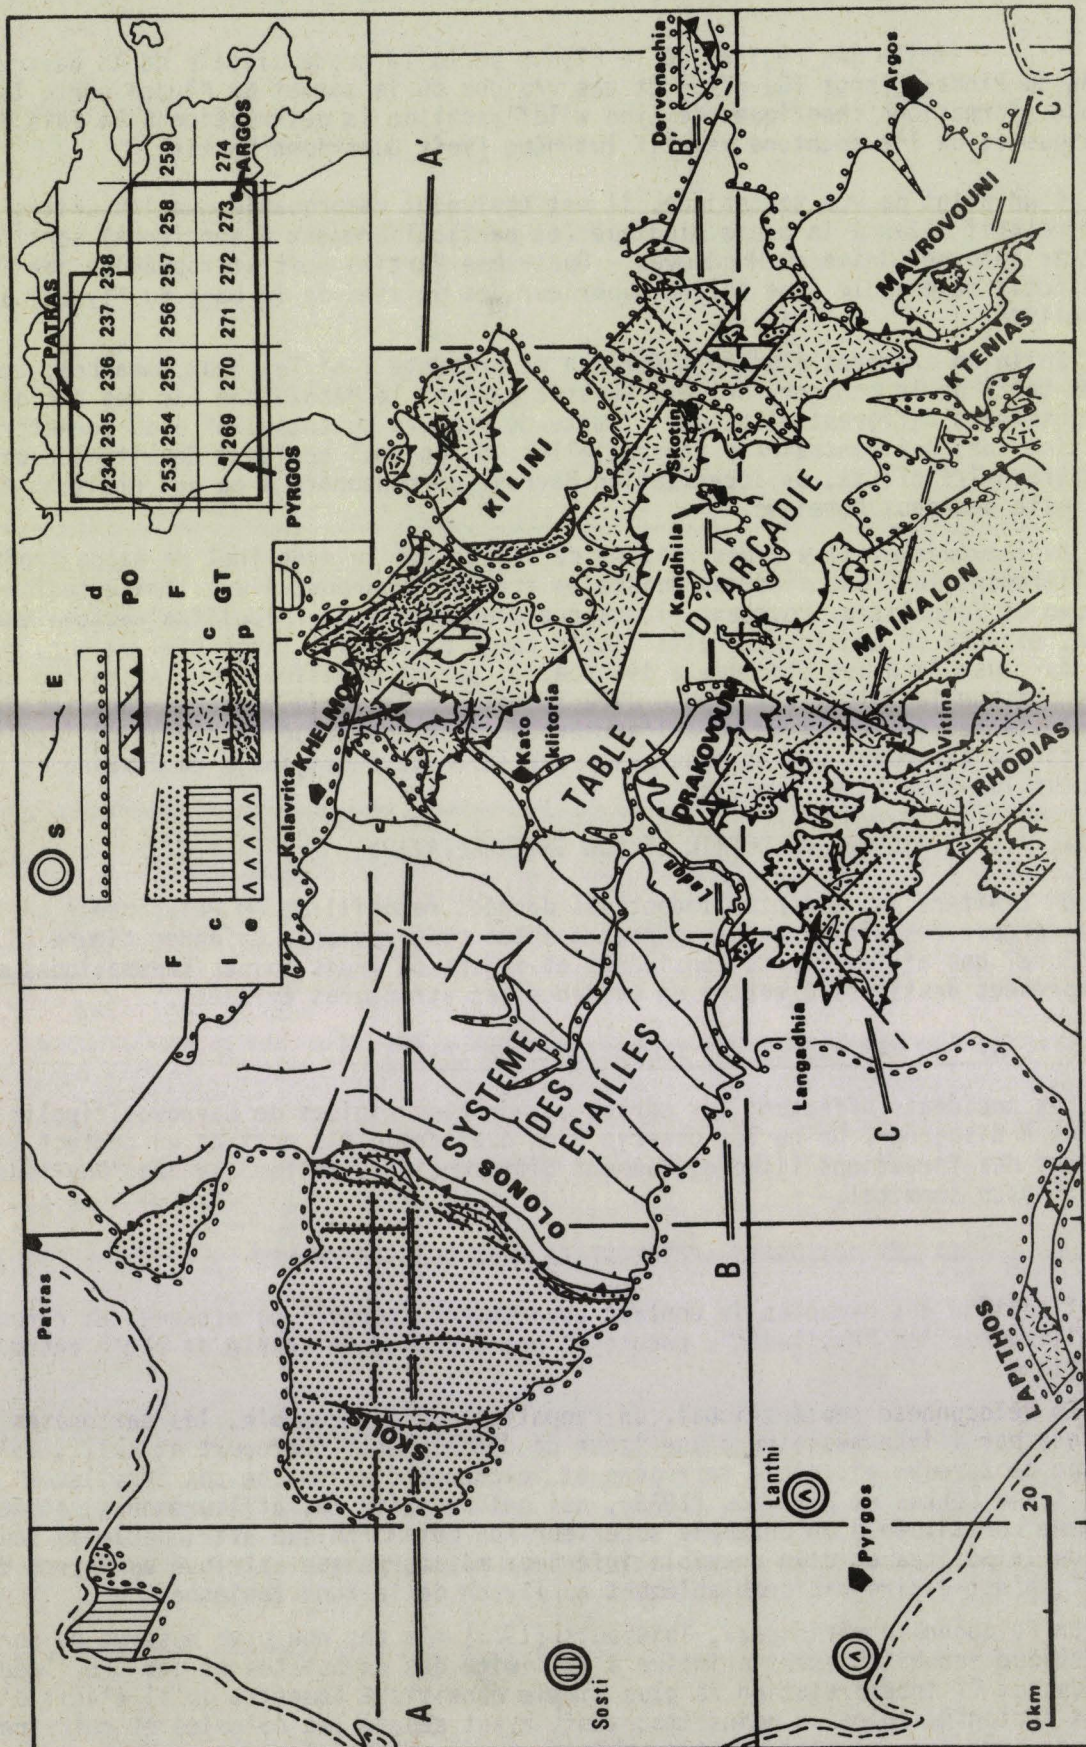 PATRAS
234 235 236 237 238
253 254 255 256 257 258 259
269 270 271 272 273 274
ARGOS
PYRGOS
S
E
d
PO
F
F
c
c
GT
I
e
p
Patras
Kalavrita
KHELMOS
KILINI
A'
Dervenachia
B'
Argos
C'
Kato
klitoria
Skotini
Kandhila
TABLE
D'ARCADIE
MAVROVOUNI
KTENIAS
OLONOS
SYSTEME
DES
ECAILLES
SKOLIS
Ladon
DRAKOVOUNI
MAINALON
Vitina
RHODIAS
Langadhia
A
B
C
Sosti
Lanthi
Pyrgos
LAPITHOS
0km
20